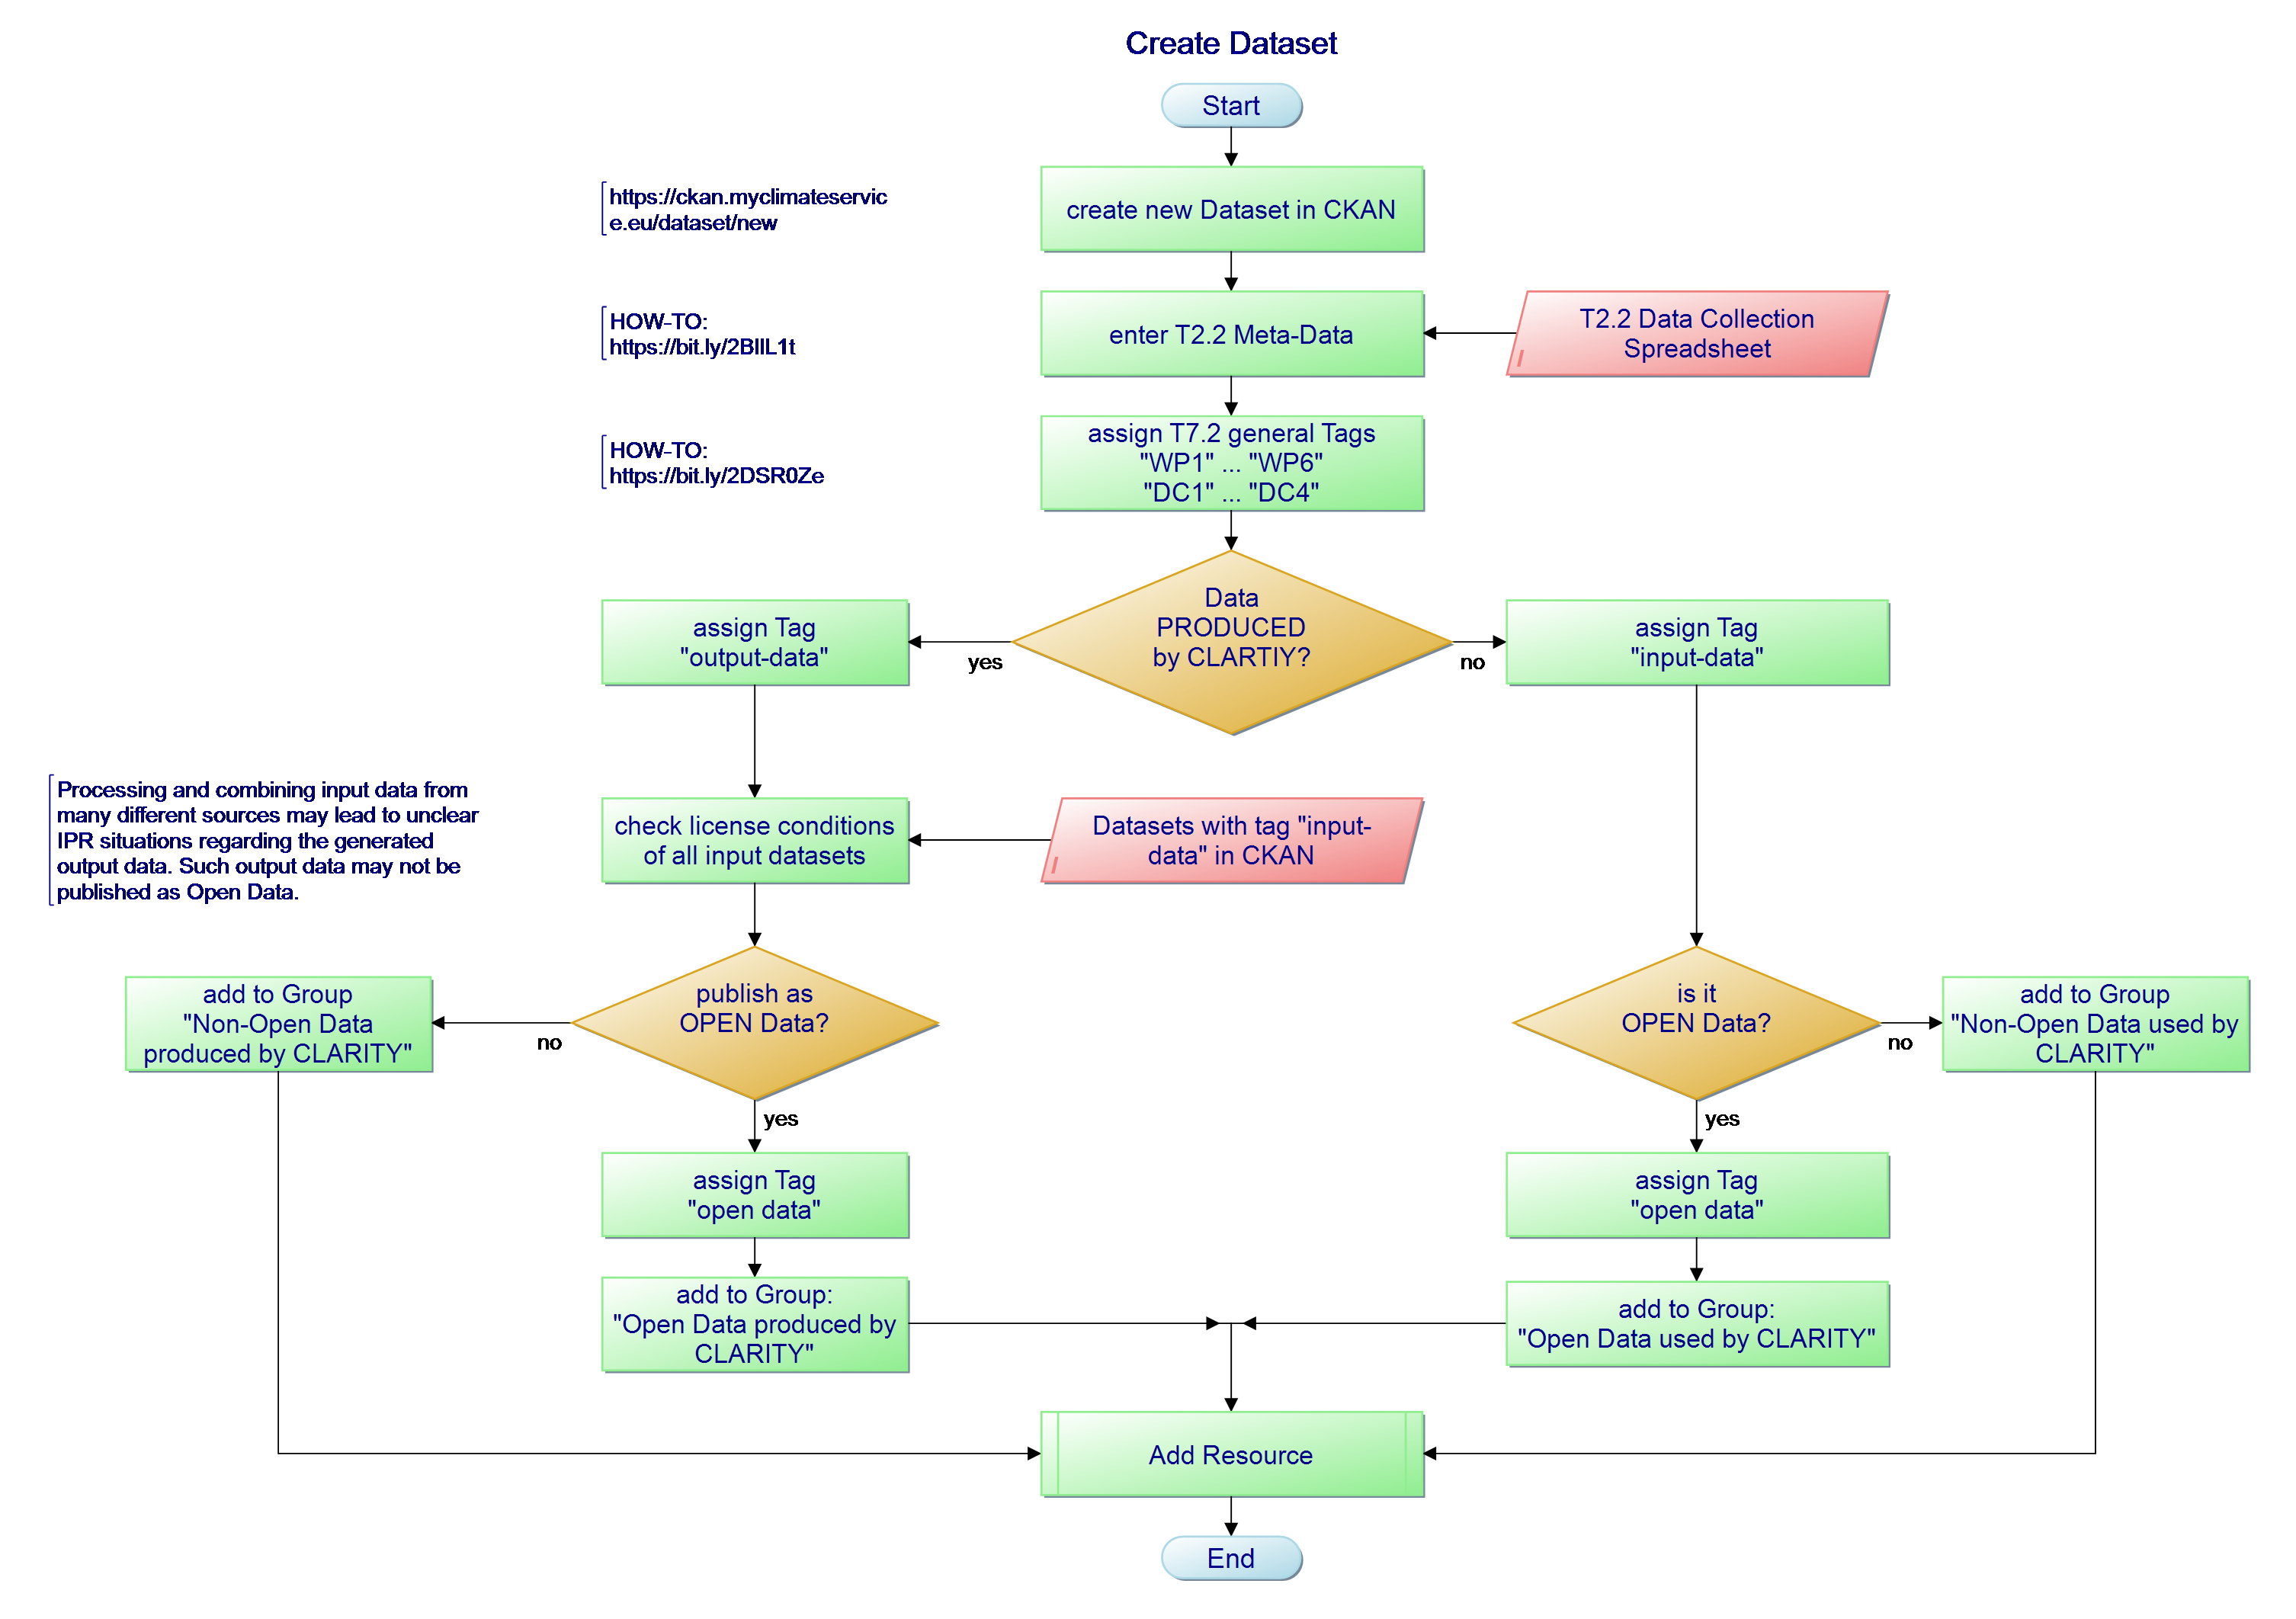 Create Dataset
Start
https://ckan.myclimateservic
e.eu/dataset/new
create new Dataset in CKAN
HOW-TO:
https://bit.ly/2BIIL1t
enter T2.2 Meta-Data
T2.2 Data Collection
Spreadsheet
I
HOW-TO:
https://bit.ly/2DSR0Ze
assign T7.2 general Tags
"WP1" ... "WP6"
"DC1" ... "DC4"
Data
PRODUCED
by CLARTIY?
yes
no
assign Tag
"output-data"
assign Tag
"input-data"
Processing and combining input data from
many different sources may lead to unclear
IPR situations regarding the generated
output data. Such output data may not be
published as Open Data.
check license conditions
of all input datasets
Datasets with tag "input-
data" in CKAN
I
add to Group
"Non-Open Data
produced by CLARITY"
no
publish as
OPEN Data?
yes
is it
OPEN Data?
no
yes
add to Group
"Non-Open Data used by
CLARITY"
assign Tag
"open data"
assign Tag
"open data"
add to Group:
"Open Data produced by
CLARITY"
add to Group:
"Open Data used by CLARITY"
Add Resource
End